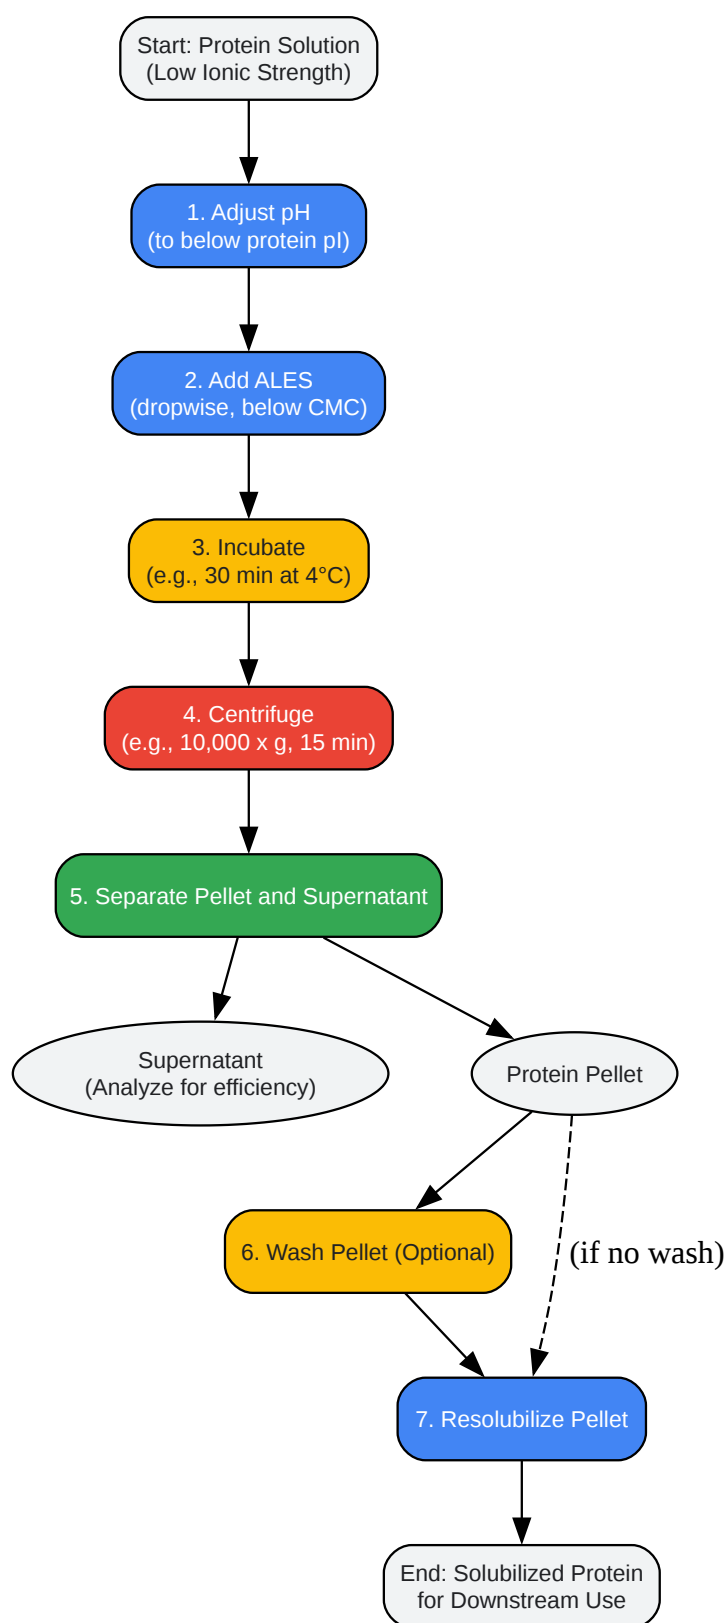 Start: Protein Solution
(Low Ionic Strength)
1. Adjust pH
(to below protein pI)
2. Add ALES
(dropwise, below CMC)
3. Incubate
(e.g., 30 min at 4°C)
4. Centrifuge
(e.g., 10,000 x g, 15 min)
5. Separate Pellet and Supernatant
Supernatant
(Analyze for efficiency)
Protein Pellet
6. Wash Pellet (Optional)
(if no wash)
7. Resolubilize Pellet
End: Solubilized Protein
for Downstream Use